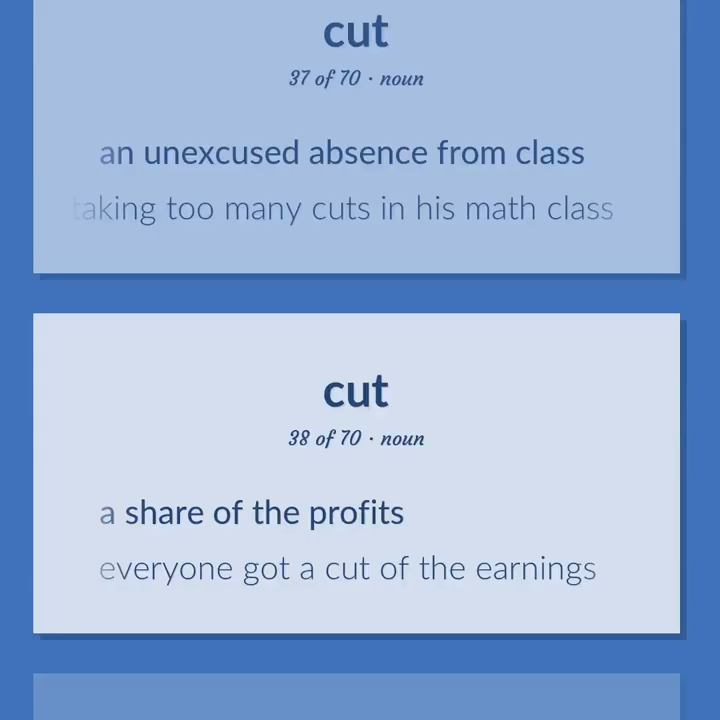 cut
37 of 70 · noun
an unexcused absence from class
taking too many cuts in his math class
cut
38 of 70 · noun
a share of the profits
everyone got a cut of the earnings